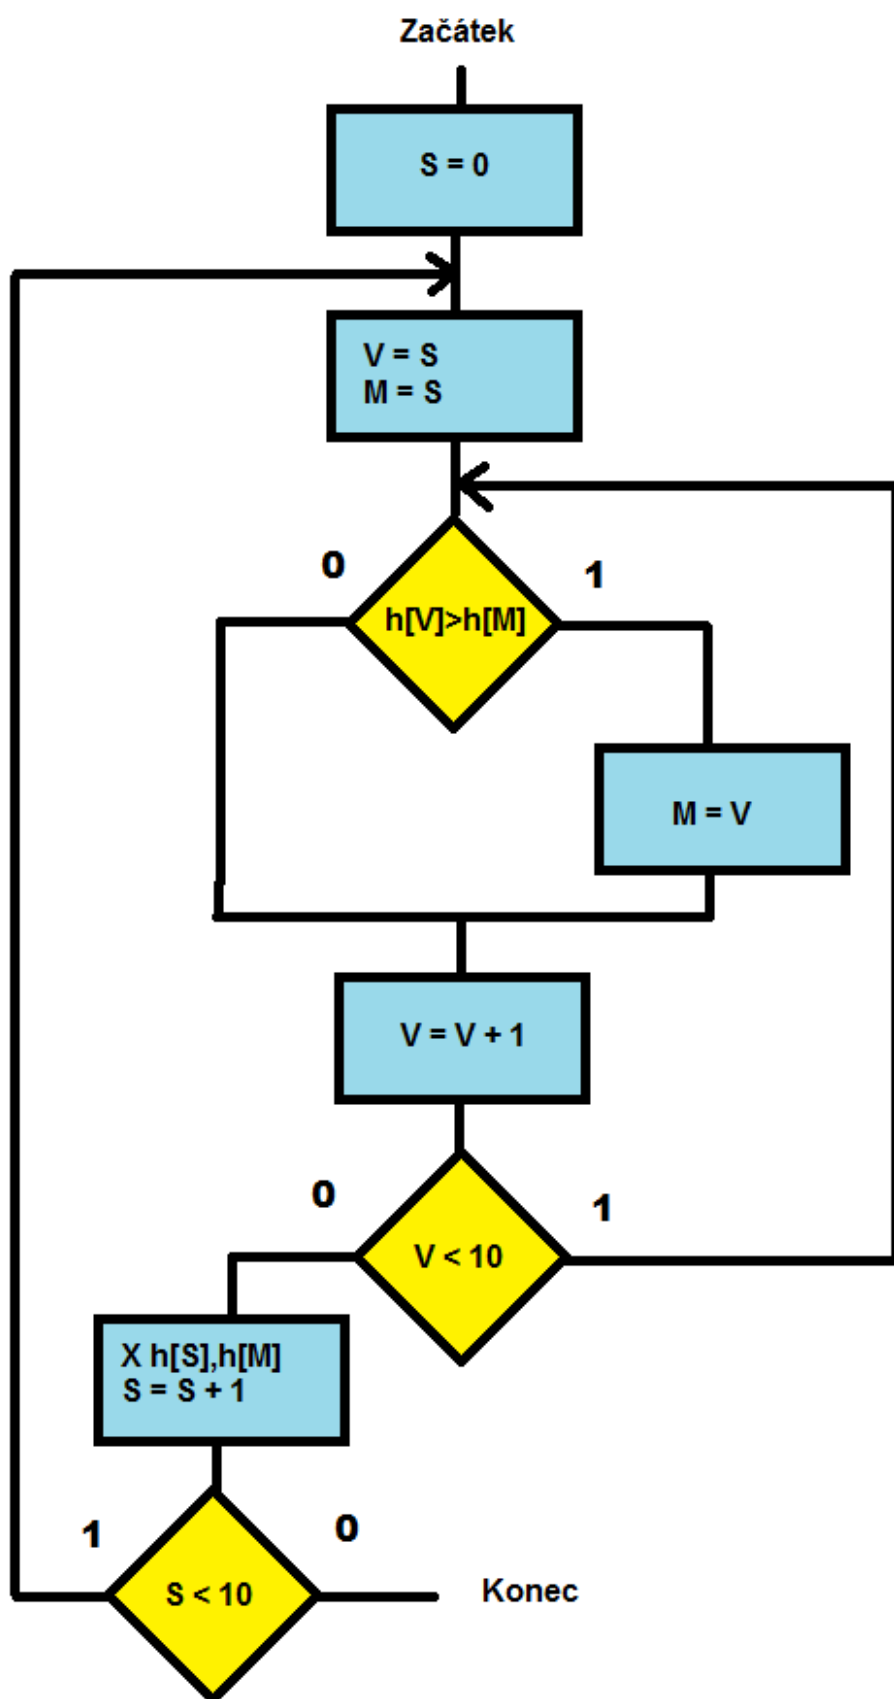 Začátek
S = 0
V = S
M = S
0
1
h[V]>h[M]
M = V
V = V + 1
0
1
V < 10
X h[S],h[M]
S = S + 1
1
0
S < 10
Konec